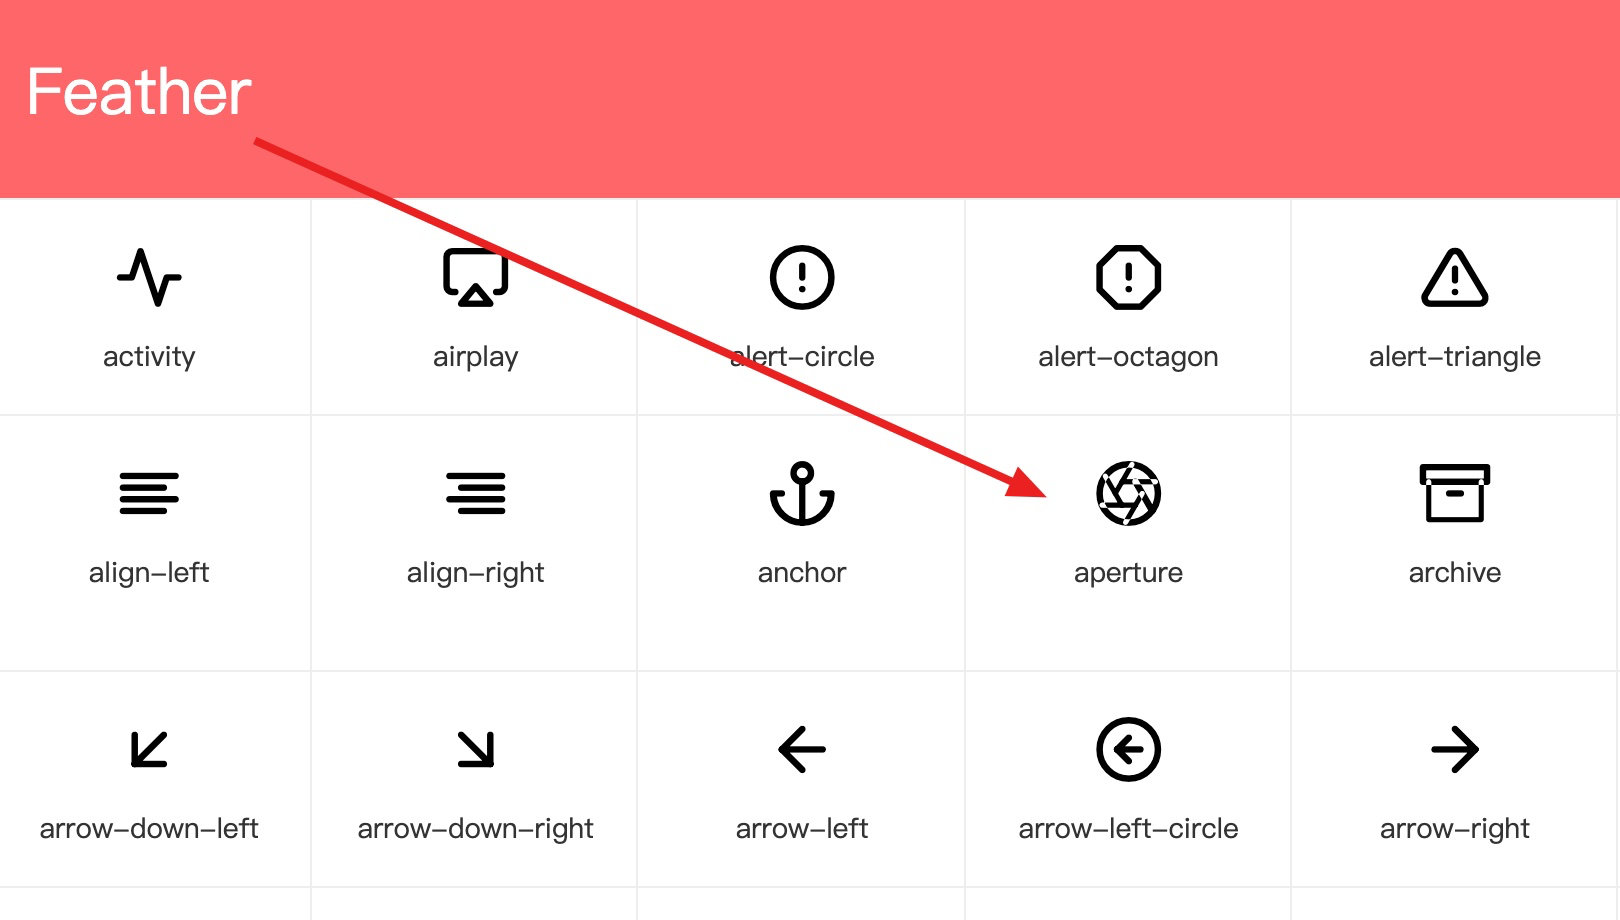 Feather
activity
airplay
alert-circle
alert-octagon
alert-triangle
align-left
align-right
anchor
aperture
archive
arrow-down-left
arrow-down-right
arrow-left
arrow-left-circle
arrow-right